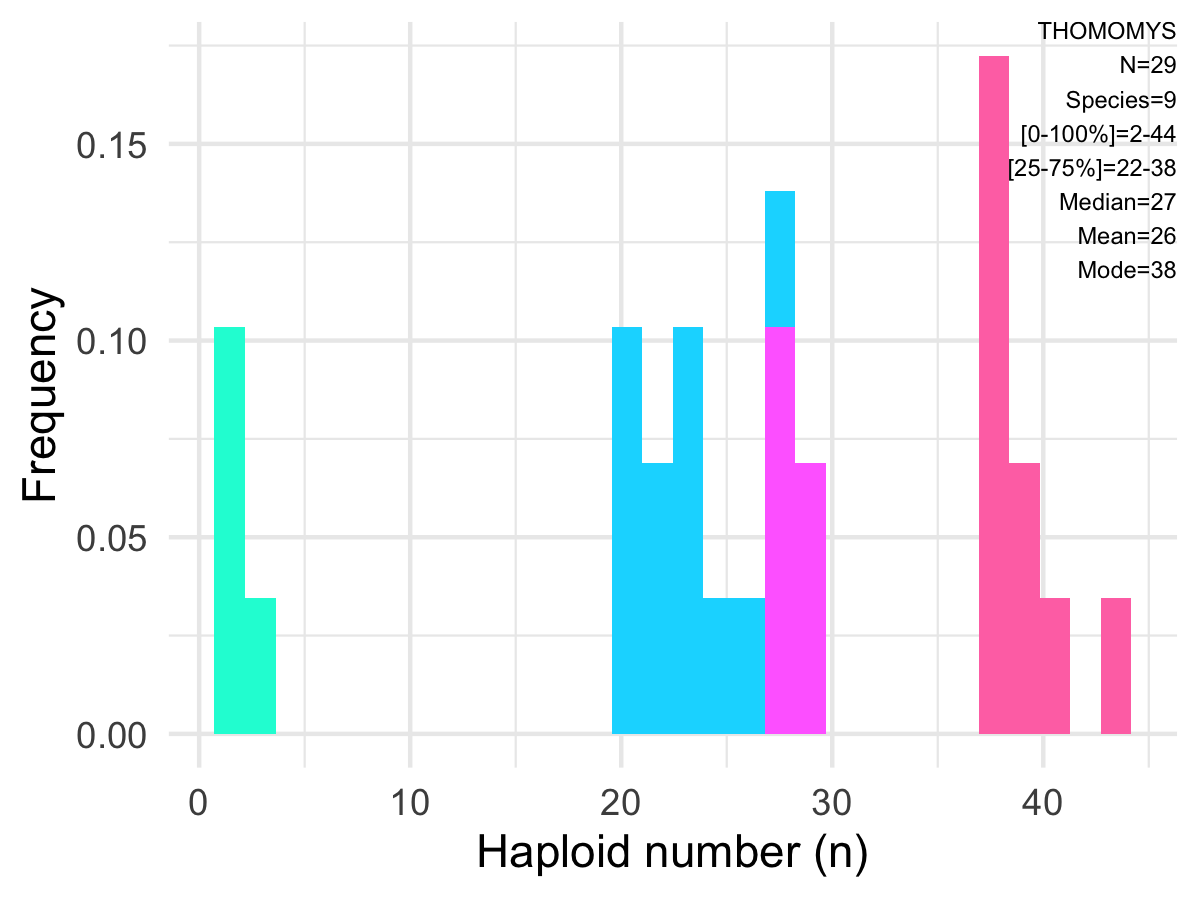 THOMOMYS
N=29
Species=9
[0-100%]=2-44
[25-75%]=22-38
Median=27
Mean=26
Mode=38
Frequency
0.15
0.10
0.05
0.00
0 10 20 30 40
Haploid number (n)